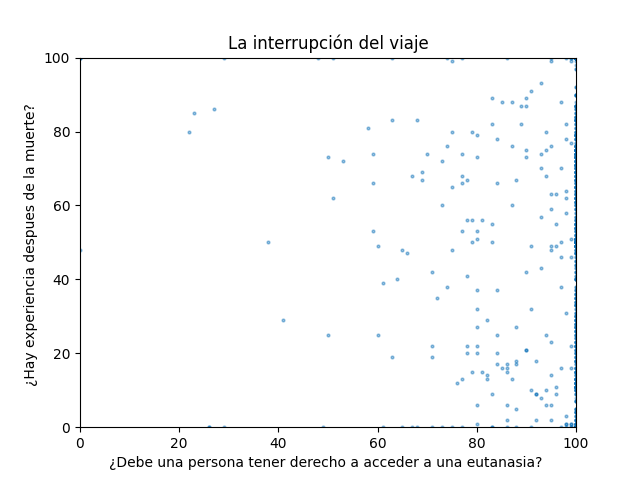 La interrupción del viaje
100
80
60
40
20
0
¿Hay experiencia despues de la muerte?
0 20 40 60 80 100
¿Debe una persona tener derecho a acceder a una eutanasia?